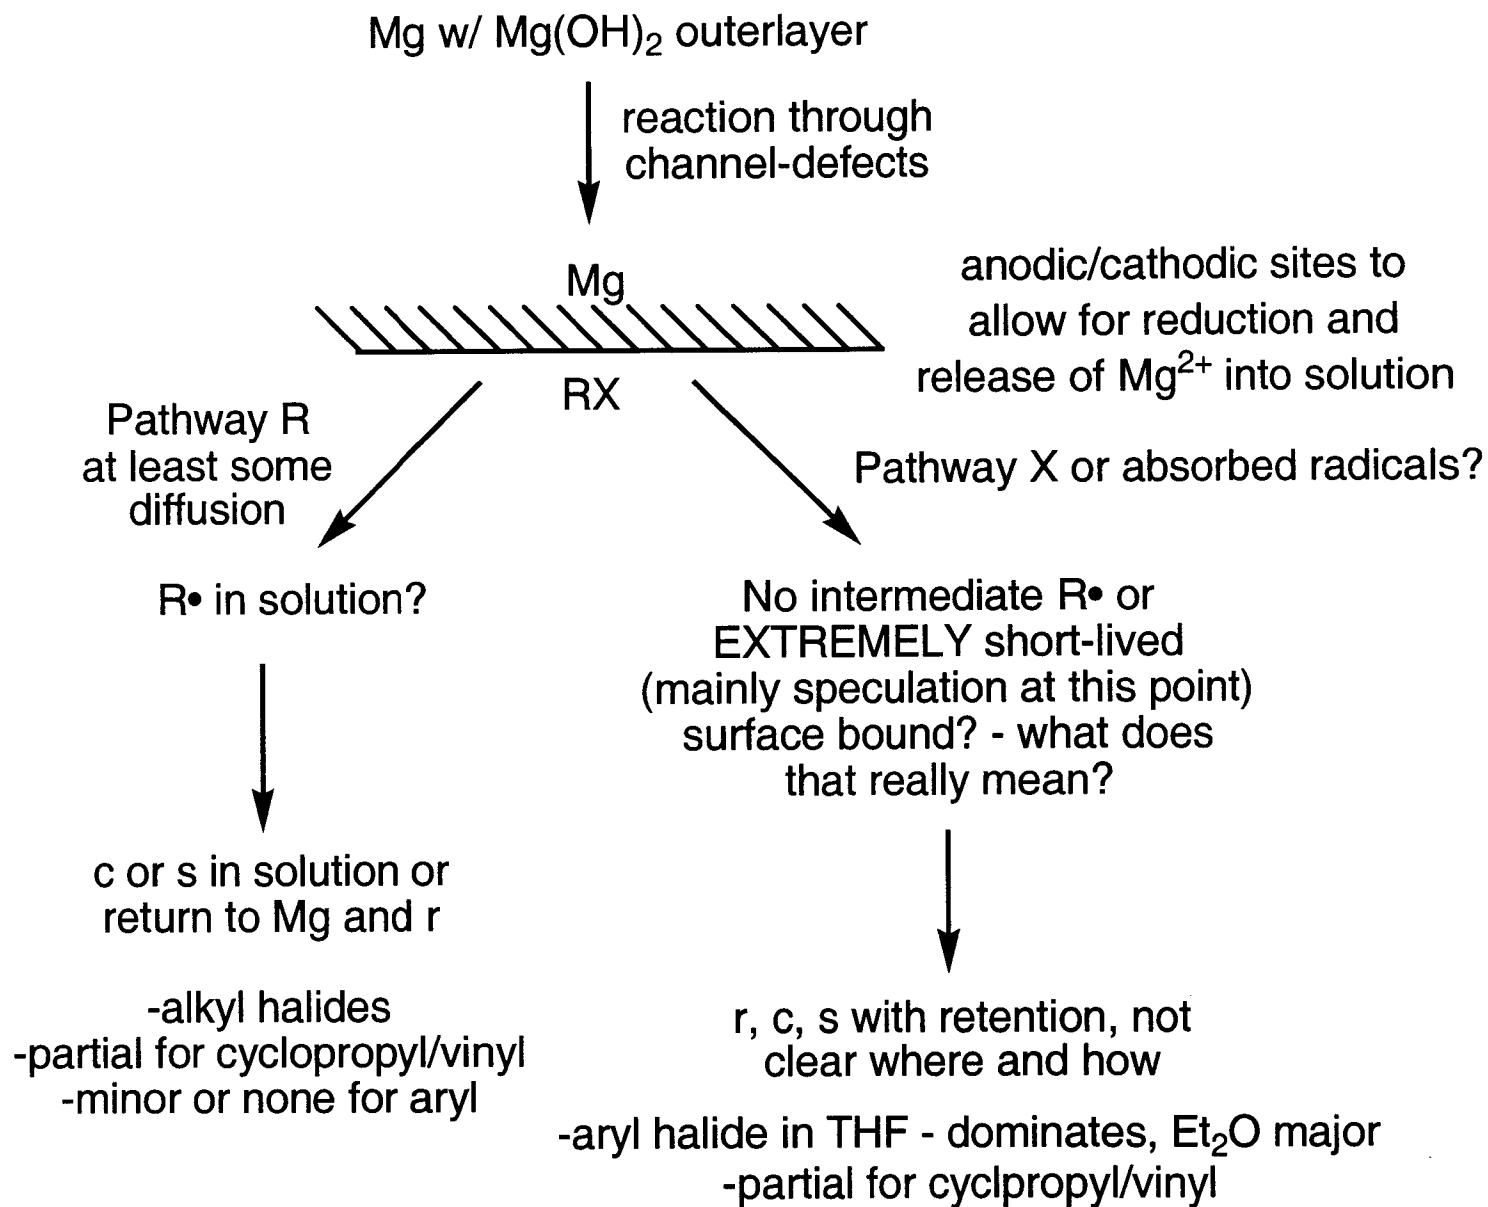 Mg w/ Mg(OH)₂ outerlayer
reaction through
channel-defects
Mg
anodic/cathodic sites to
allow for reduction and
release of Mg²⁺ into solution
RX
Pathway R
at least some
diffusion
Pathway X or absorbed radicals?
R• in solution?
No intermediate R• or
EXTREMELY short-lived
(mainly speculation at this point)
surface bound? - what does
that really mean?
c or s in solution or
return to Mg and r
-alkyl halides
-partial for cyclopropyl/vinyl
-minor or none for aryl
r, c, s with retention, not
clear where and how
-aryl halide in THF - dominates, Et₂O major
-partial for cyclpropyl/vinyl